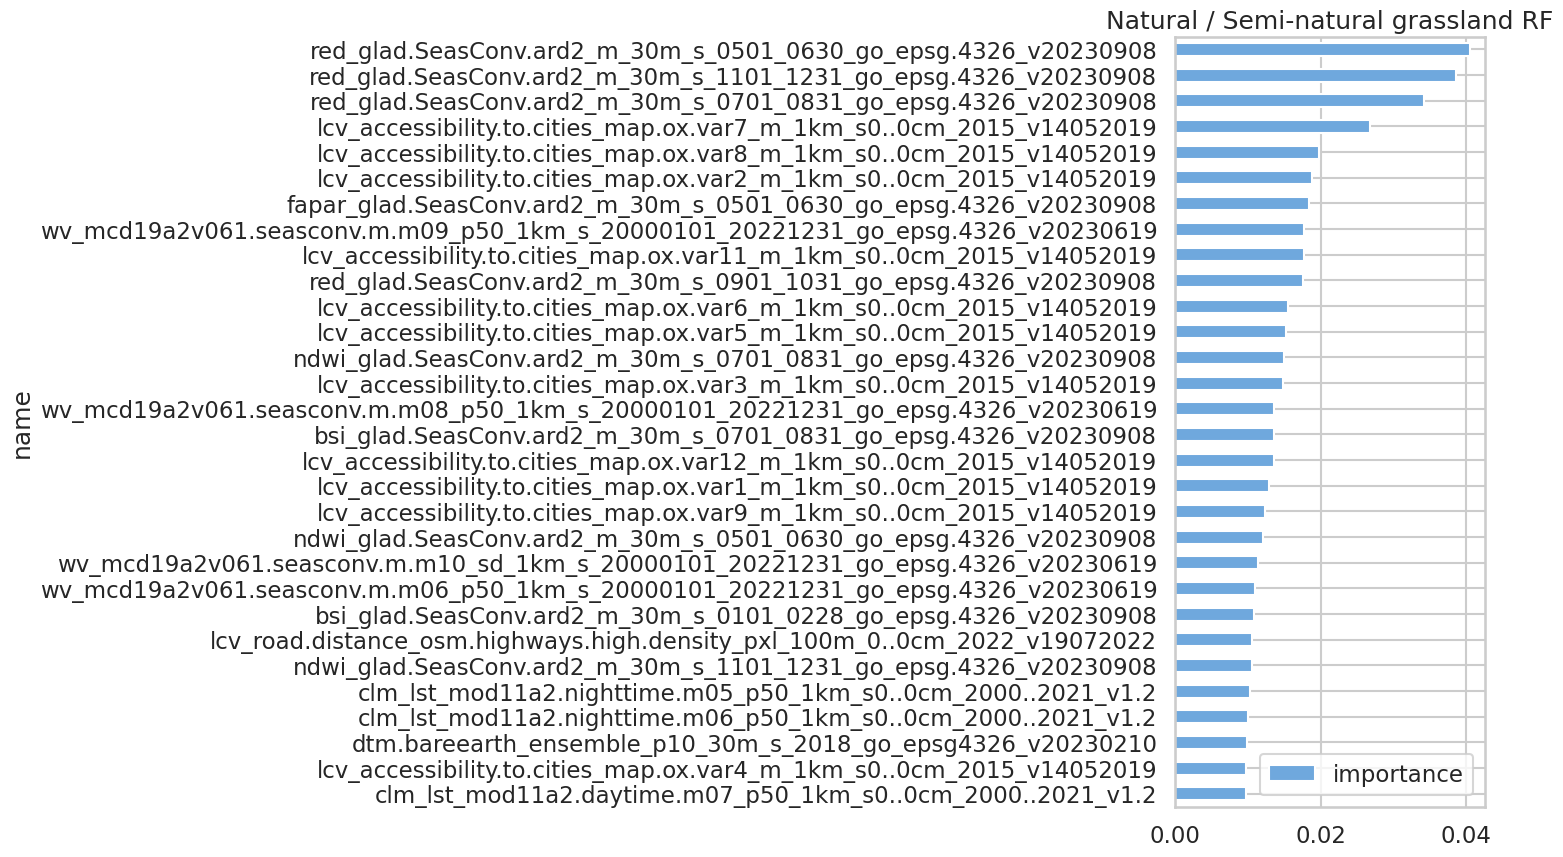 Natural / Semi-natural grassland RF
red_glad.SeasConv.ard2_m_30m_s_0501_0630_go_epsg.4326_v20230908
red_glad.SeasConv.ard2_m_30m_s_1101_1231_go_epsg.4326_v20230908
red_glad.SeasConv.ard2_m_30m_s_0701_0831_go_epsg.4326_v20230908
lcv_accessibility.to.cities_map.ox.var7_m_1km_s0..0cm_2015_v14052019
lcv_accessibility.to.cities_map.ox.var8_m_1km_s0..0cm_2015_v14052019
lcv_accessibility.to.cities_map.ox.var2_m_1km_s0..0cm_2015_v14052019
fapar_glad.SeasConv.ard2_m_30m_s_0501_0630_go_epsg.4326_v20230908
wv_mcd19a2v061.seasconv.m.m09_p50_1km_s_20000101_20221231_go_epsg.4326_v20230619
lcv_accessibility.to.cities_map.ox.var11_m_1km_s0..0cm_2015_v14052019
red_glad.SeasConv.ard2_m_30m_s_0901_1031_go_epsg.4326_v20230908
lcv_accessibility.to.cities_map.ox.var6_m_1km_s0..0cm_2015_v14052019
lcv_accessibility.to.cities_map.ox.var5_m_1km_s0..0cm_2015_v14052019
ndwi_glad.SeasConv.ard2_m_30m_s_0701_0831_go_epsg.4326_v20230908
lcv_accessibility.to.cities_map.ox.var3_m_1km_s0..0cm_2015_v14052019
wv_mcd19a2v061.seasconv.m.m08_p50_1km_s_20000101_20221231_go_epsg.4326_v20230619
bsi_glad.SeasConv.ard2_m_30m_s_0701_0831_go_epsg.4326_v20230908
lcv_accessibility.to.cities_map.ox.var12_m_1km_s0..0cm_2015_v14052019
lcv_accessibility.to.cities_map.ox.var1_m_1km_s0..0cm_2015_v14052019
lcv_accessibility.to.cities_map.ox.var9_m_1km_s0..0cm_2015_v14052019
ndwi_glad.SeasConv.ard2_m_30m_s_0501_0630_go_epsg.4326_v20230908
wv_mcd19a2v061.seasconv.m.m10_sd_1km_s_20000101_20221231_go_epsg.4326_v20230619
wv_mcd19a2v061.seasconv.m.m06_p50_1km_s_20000101_20221231_go_epsg.4326_v20230619
bsi_glad.SeasConv.ard2_m_30m_s_0101_0228_go_epsg.4326_v20230908
lcv_road.distance_osm.highways.high.density_pxl_100m_0..0cm_2022_v19072022
ndwi_glad.SeasConv.ard2_m_30m_s_1101_1231_go_epsg.4326_v20230908
clm_lst_mod11a2.nighttime.m05_p50_1km_s0..0cm_2000..2021_v1.2
clm_lst_mod11a2.nighttime.m06_p50_1km_s0..0cm_2000..2021_v1.2
dtm.bareearth_ensemble_p10_30m_s_2018_go_epsg4326_v20230210
lcv_accessibility.to.cities_map.ox.var4_m_1km_s0..0cm_2015_v14052019
clm_lst_mod11a2.daytime.m07_p50_1km_s0..0cm_2000..2021_v1.2
name
importance
0.00 0.02 0.04